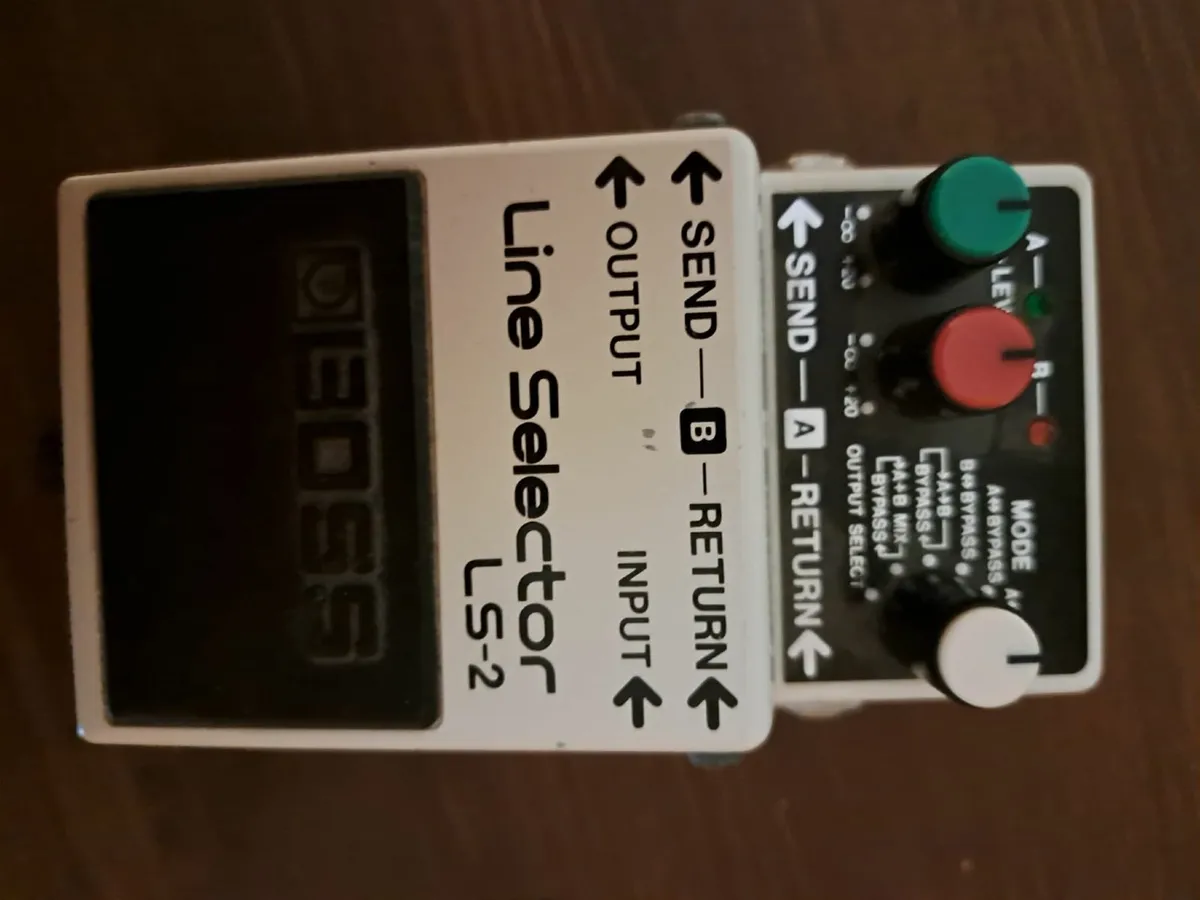 A B MODE
A⇔BYPASS
B⇔BYPASS
→A→B
BYPASS
A+B MIX
BYPASS
-∞ +20 -∞ +20 OUTPUT SELECT
←SEND—A—RETURN←
←SEND—B—RETURN←
←OUTPUT INPUT←
Line Selector
LS-2
BOSS